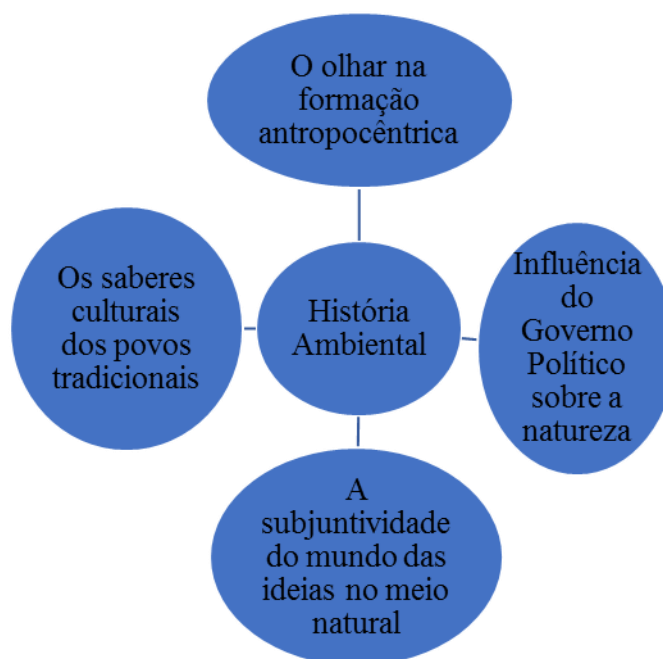 O olhar na
formação
antropocêntrica
Os saberes
culturais
dos povos
tradicionais
História
Ambiental
Influência
do
Governo
Político
sobre a
natureza
A
subjuntividade
do mundo das
ideias no meio
natural